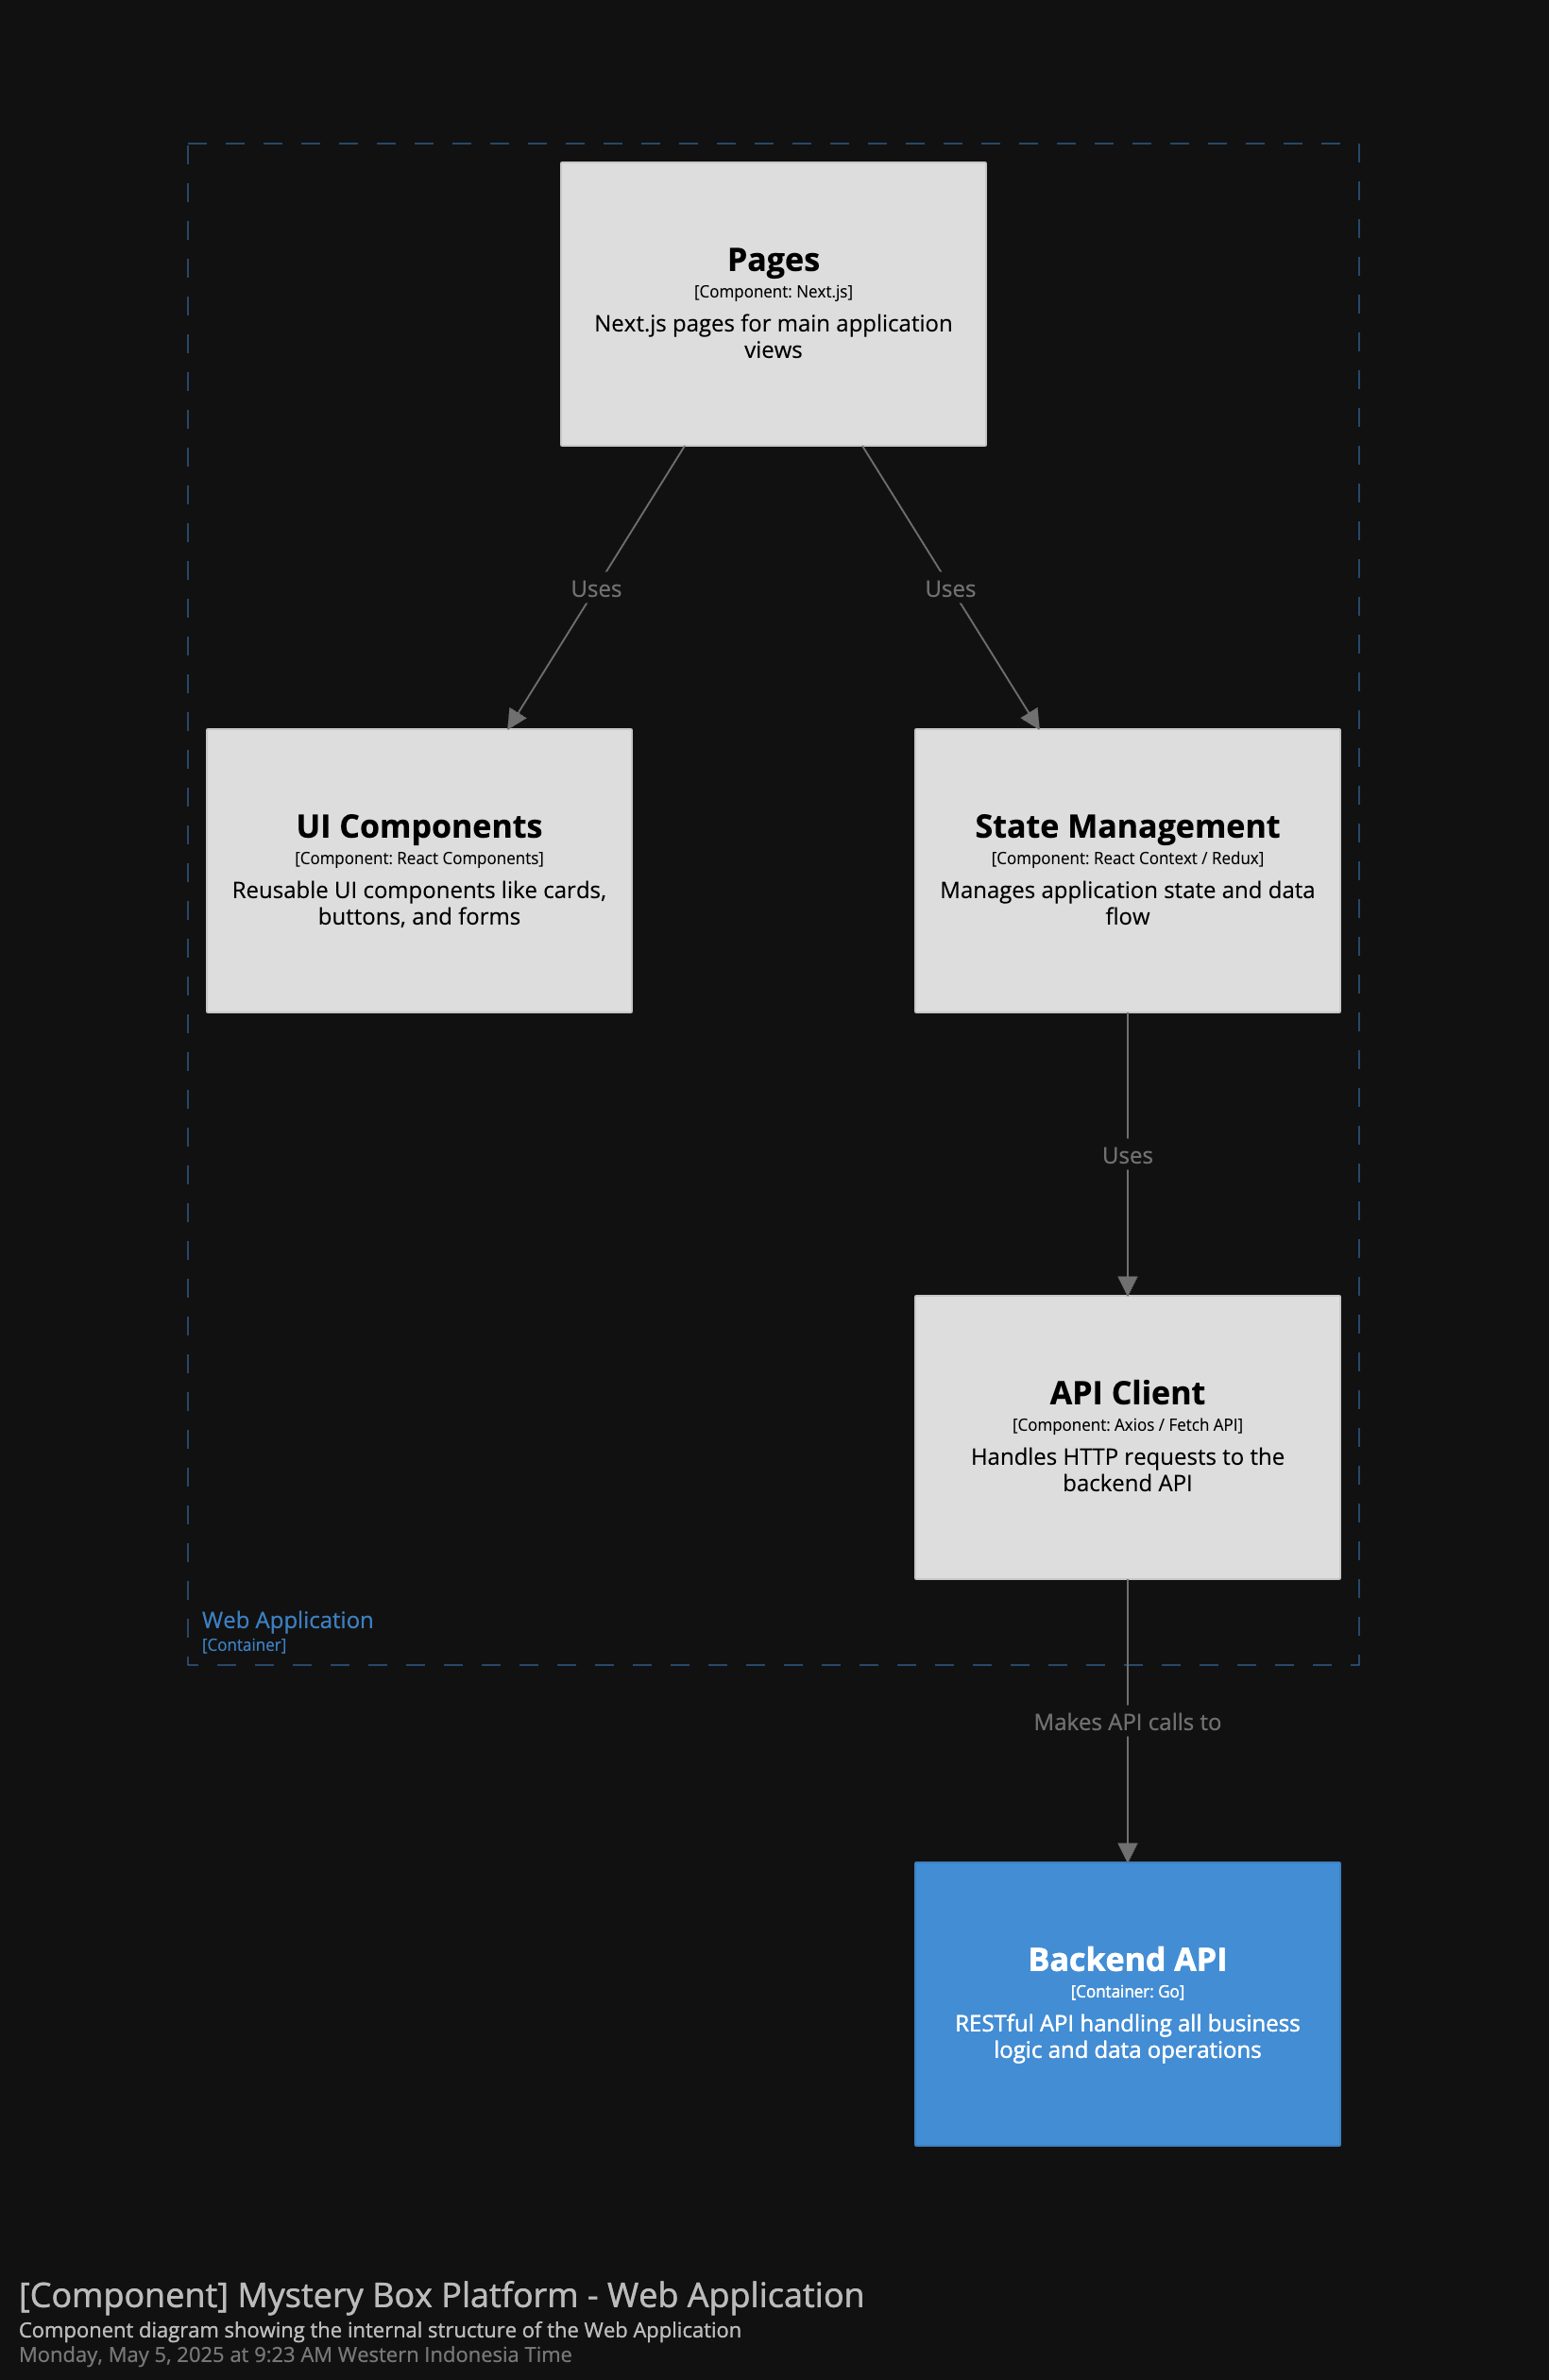 Pages
[Component: Next.js]
Next.js pages for main application
views
Uses
Uses
UI Components
[Component: React Components]
Reusable UI components like cards,
buttons, and forms
State Management
[Component: React Context / Redux]
Manages application state and data
flow
Uses
API Client
[Component: Axios / Fetch API]
Handles HTTP requests to the
backend API
Web Application
[Container]
Makes API calls to
Backend API
[Container: Go]
RESTful API handling all business
logic and data operations
[Component] Mystery Box Platform - Web Application
Component diagram showing the internal structure of the Web Application
Monday, May 5, 2025 at 9:23 AM Western Indonesia Time